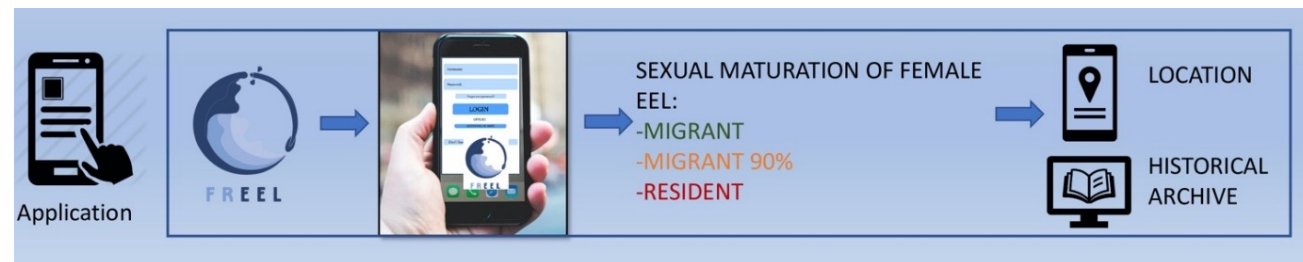 Application
FREEL
LOGIN
FREEL
SEXUAL MATURATION OF FEMALE
EEL:
-MIGRANT
-MIGRANT 90%
-RESIDENT
LOCATION
HISTORICAL
ARCHIVE